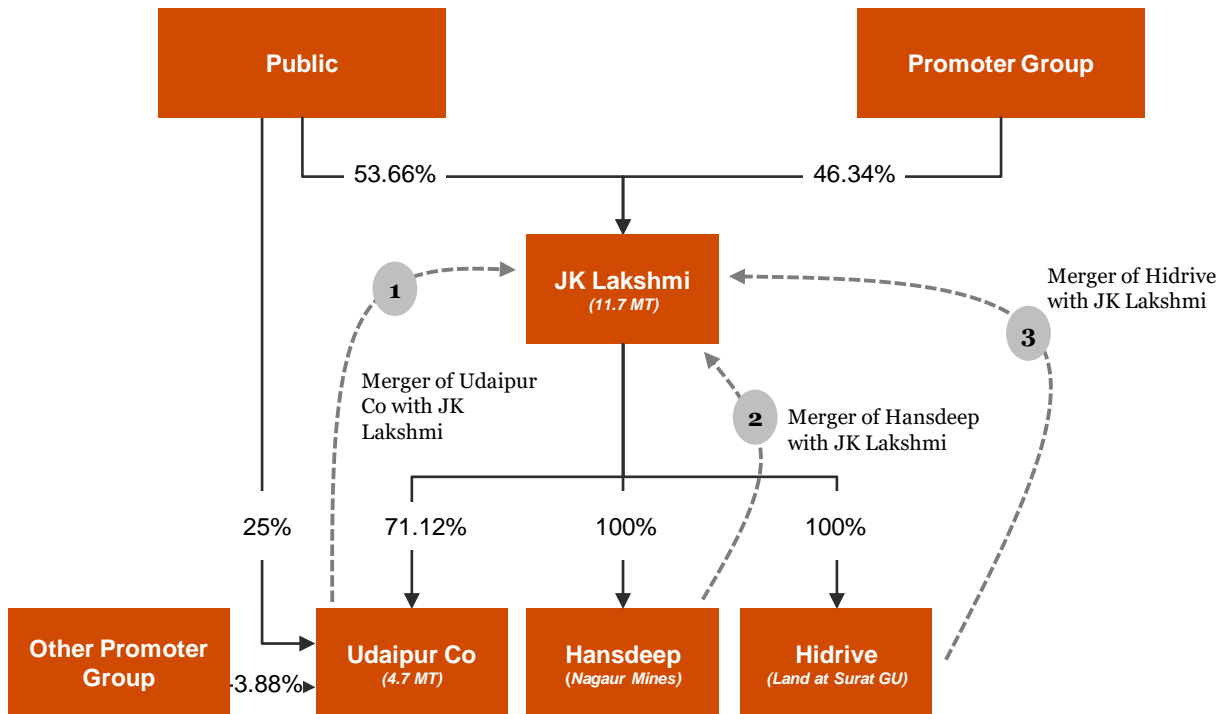 Public
Promoter Group
53.66%
46.34%
JK Lakshmi
(11.7 MT)
1
Merger of Hidrive
with JK Lakshmi
3
Merger of Udaipur
Co with JK
Lakshmi
2
Merger of Hansdeep
with JK Lakshmi
25%
71.12%
100%
100%
Other Promoter
Group
3.88%
Udaipur Co
(4.7 MT)
Hansdeep
(Nagaur Mines)
Hidrive
(Land at Surat GU)